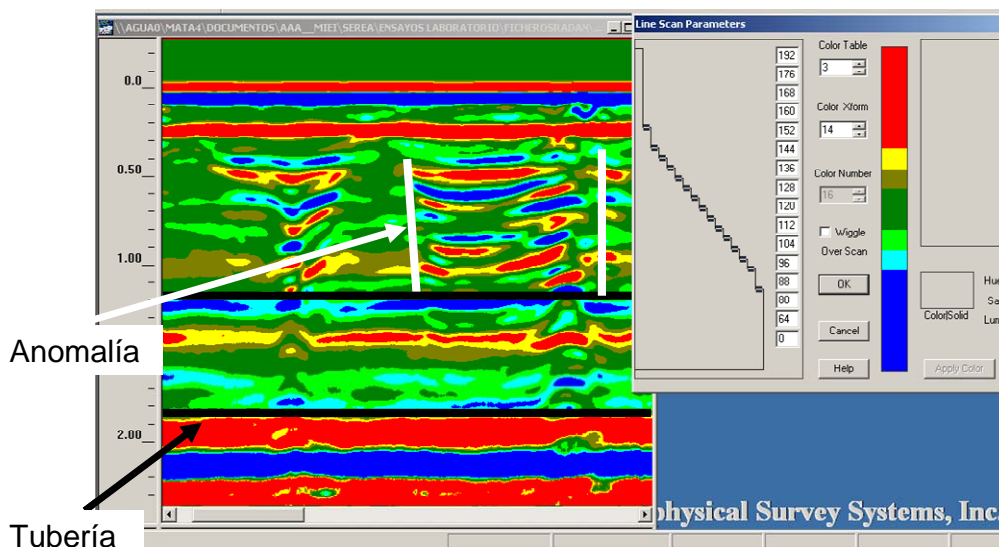 \\AGUA0\MATA4\DOCUMENTOS\AAA__MIEI\SEREA\ENSAYOS LABORATORIO\FICHEROSRADAN\...
0.0
0.50
1.00
2.00
Anomalía
Tubería
Line Scan Parameters
192
176
168
160
152
144
136
128
120
112
104
96
88
80
64
0
Color Table
3
Color Xform
14
Color Number
16
Wiggle
Over Scan
OK
Cancel
Help
Color|Solid
Hue
Sa
Lum
Apply Color
physical Survey Systems, Inc.